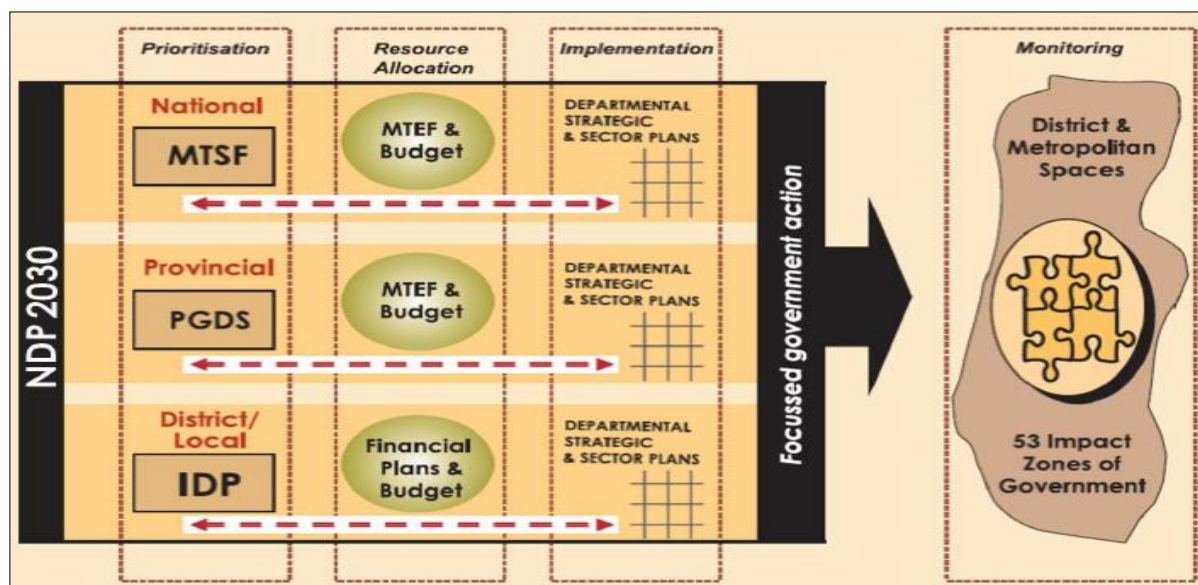 Prioritisation
Resource
Allocation
Implementation
Monitoring
NDP 2030
National
MTSF
MTEF &
Budget
DEPARTMENTAL
STRATEGIC
& SECTOR PLANS
Provincial
PGDS
MTEF &
Budget
DEPARTMENTAL
STRATEGIC
& SECTOR PLANS
District/
Local
IDP
Financial
Plans &
Budget
DEPARTMENTAL
STRATEGIC
& SECTOR PLANS
Focussed government action
District &
Metropolitan
Spaces
53 Impact
Zones of
Government